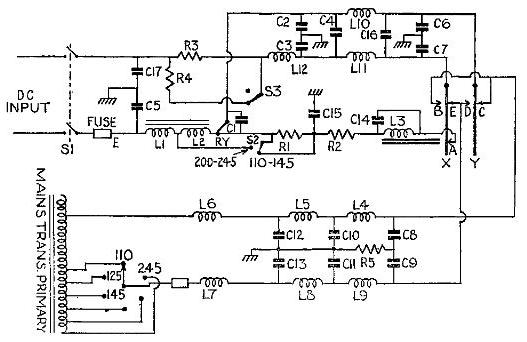 C2
C4
L10
C6
C16
C3
C7
R3
L12
L11
C17
R4
S3
DC
INPUT
C5
B
E
D
C
C15
FUSE
C1
C14
L3
S1
E
L1
L2
RY
S2
R1
R2
A
200-245
110-145
X
Y
MAINS TRANS. PRIMARY
L6
L5
L4
C12
C10
C8
110
245
C13
C11
R5
C9
125
145
L7
L8
L9